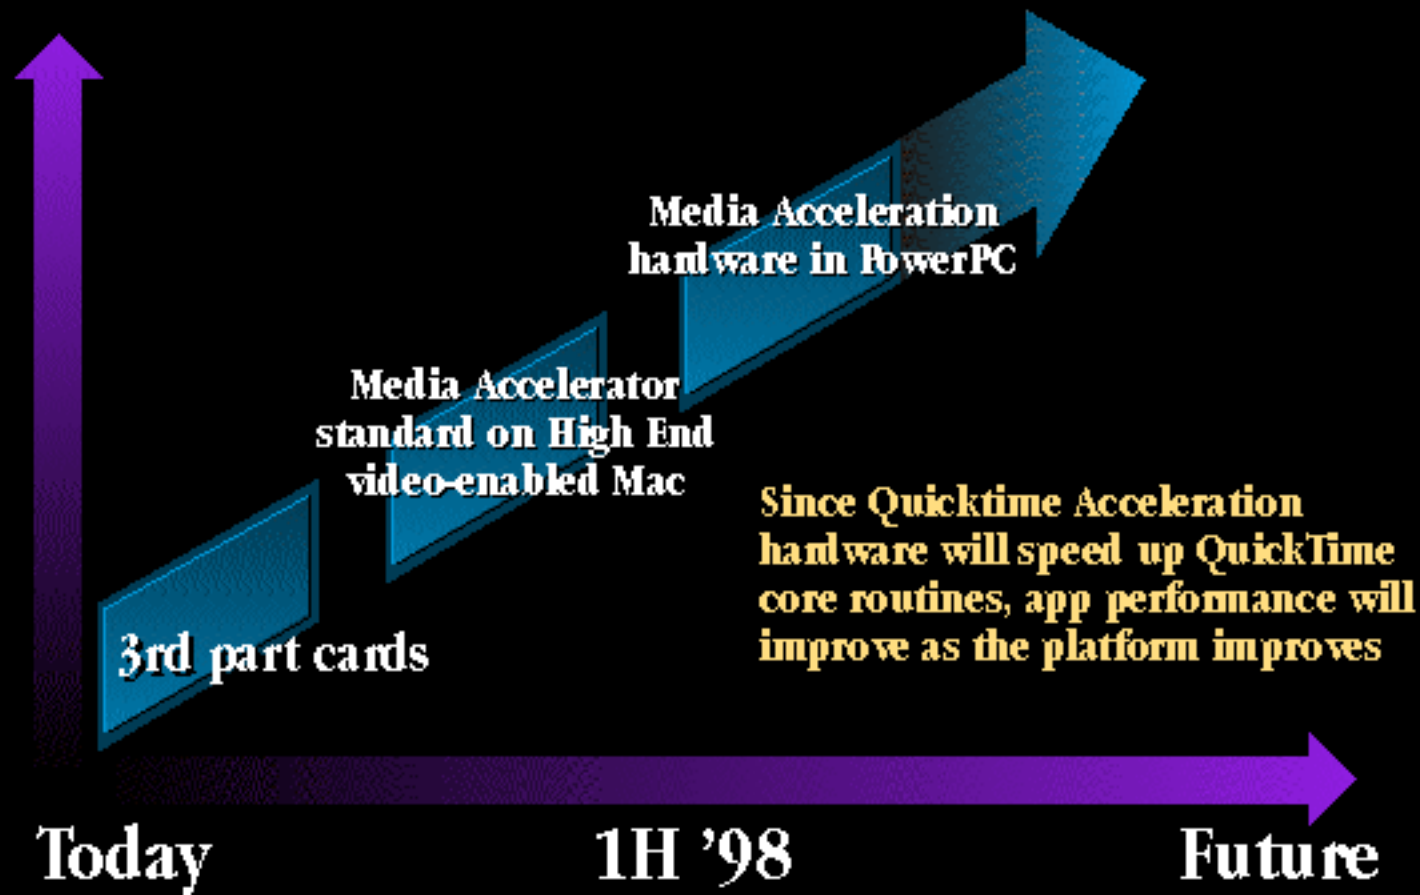 Media Acceleration
hardware in PowerPC
Media Accelerator
standard on High End
video-enabled Mac
Since Quicktime Acceleration
hardware will speed up QuickTime
core routines, app performance will
improve as the platform improves
3rd part cards
Today
1H ’98
Future